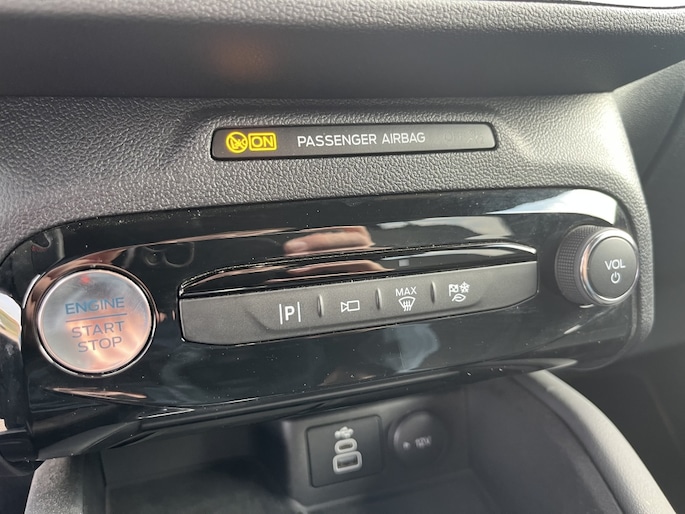 ON PASSENGER AIRBAG
ENGINE
START
STOP
P
MAX
VOL
12V